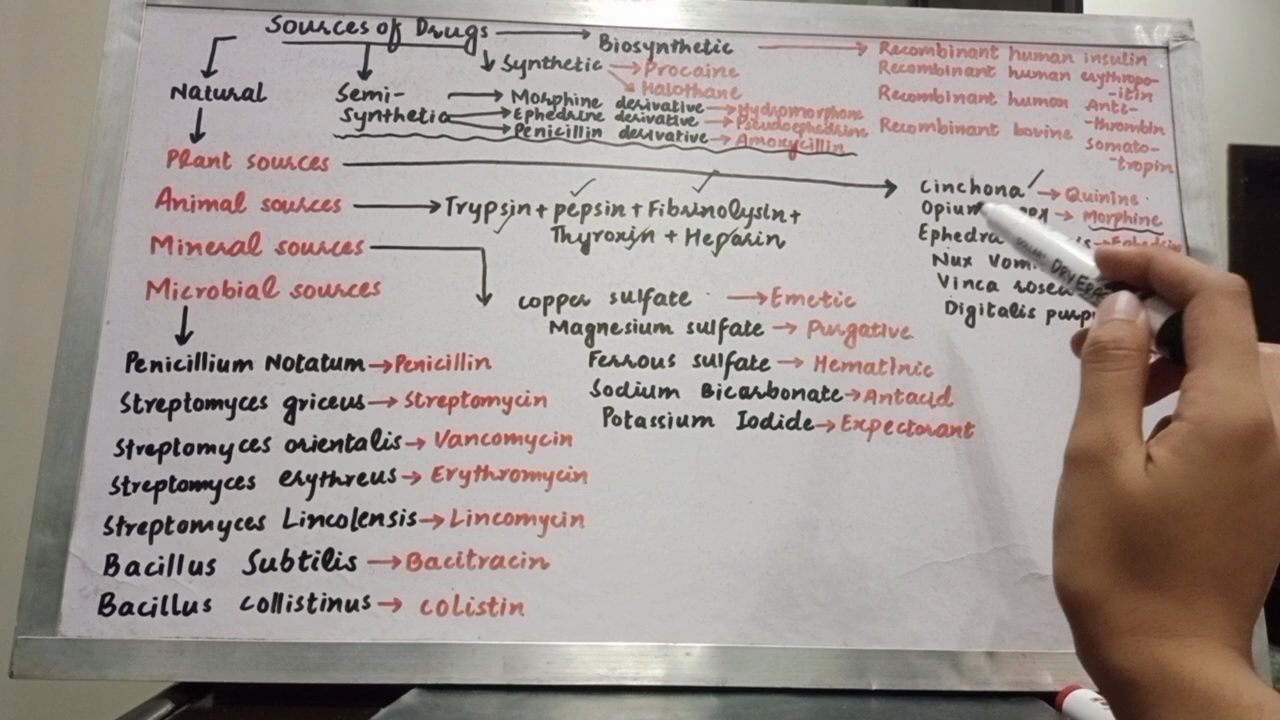 Sources of Drugs → Biosynthetic → Recombinant human insulin
Recombinant human erythropo-
-itin
Recombinant human Anti-
-thrombin
Recombinant bovine somato-
-tropin
Synthetic → Procaine
→ Halothane
Natural
Semi-
Synthetic
→ Morphine derivative → Hydromorphone
→ Ephedrine derivative → Pseudoephedrine
→ Penicillin derivative → Amoxycillin
Plant sources
Cinchona → Quinine
Opium → Morphine
Ephedra
Nux
Vinca rosea
Digitalis
Animal sources → Trypsin + pepsin + Fibrinolysin +
Thyroxin + Heparin
Mineral sources
copper sulfate → Emetic
Magnesium sulfate → Purgative
Ferrous sulfate → Hematinic
Sodium Bicarbonate → Antacid
Potassium Iodide → Expectorant
Microbial sources
Penicillium Notatum → Penicillin
Streptomyces griceus → Streptomycin
Streptomyces orientalis → Vancomycin
Streptomyces erythreus → Erythromycin
Streptomyces Lincolensis → Lincomycin
Bacillus Subtilis → Bacitracin
Bacillus collistinus → colistin